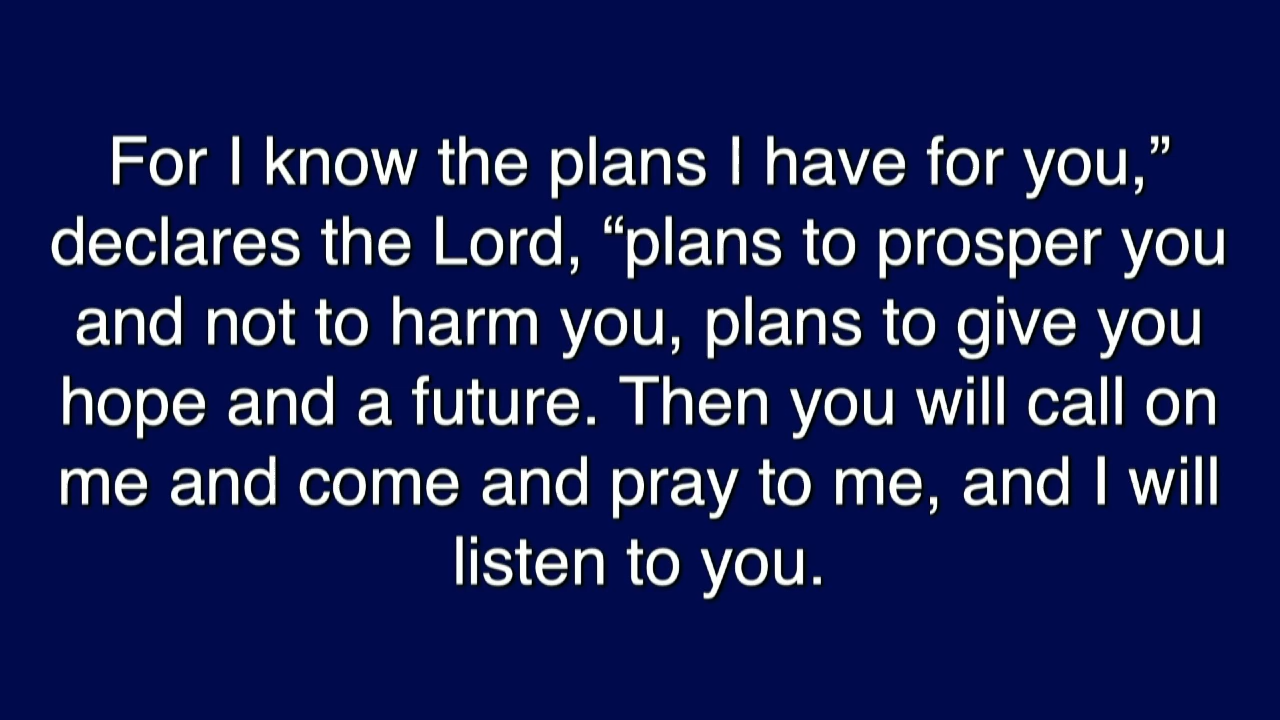 For I know the plans I have for you,”
declares the Lord, “plans to prosper you
and not to harm you, plans to give you
hope and a future. Then you will call on
me and come and pray to me, and I will
listen to you.